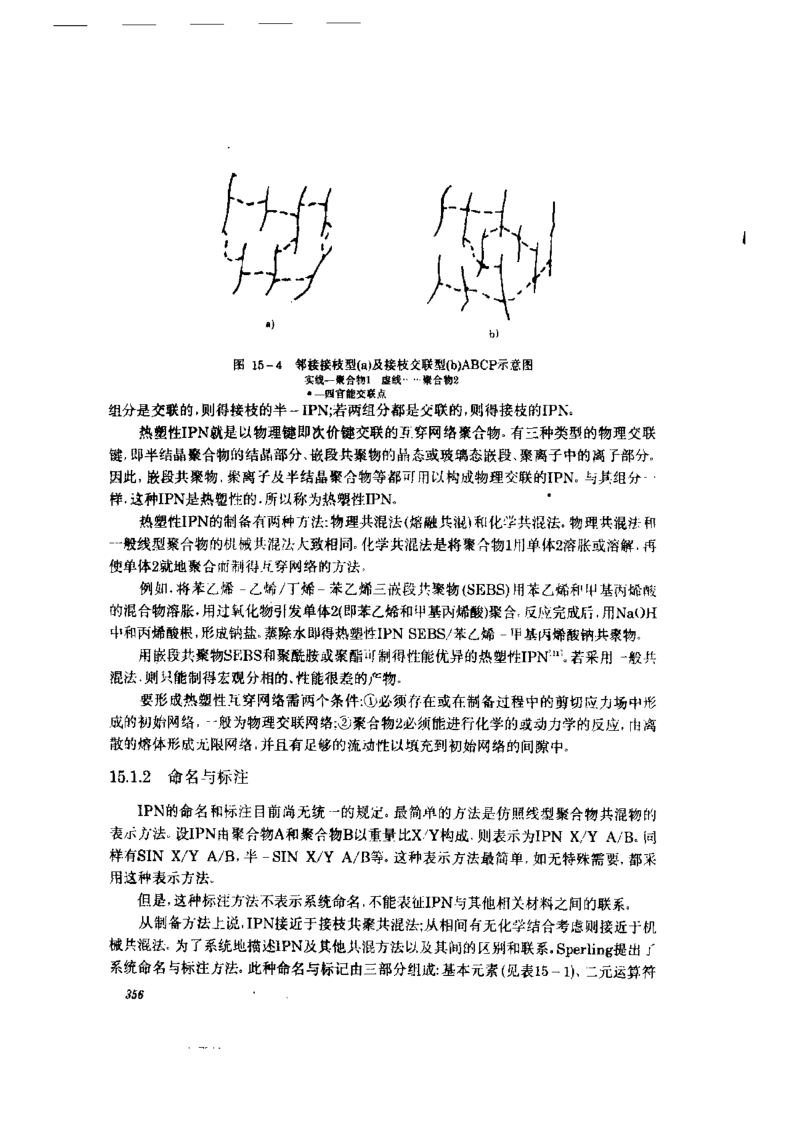 a)
b)
图 15-4 邻接接枝型(a)及接枝交联型(b)ABCP示意图
实线—聚合物1 虚线……聚合物2
•—四官能交联点
组分是交联的,则得接枝的半-IPN;若两组分都是交联的,则得接枝的IPN。
热塑性IPN就是以物理键即次价键交联的互穿网络聚合物。有三种类型的物理交联
键,即半结晶聚合物的结晶部分、嵌段共聚物的晶态或玻璃态嵌段、聚离子中的离子部分。
因此,嵌段共聚物、聚离子及半结晶聚合物等都可用以构成物理交联的IPN。与其组分一
样,这种IPN是热塑性的,所以称为热塑性IPN。
热塑性IPN的制备有两种方法:物理共混法(熔融共混)和化学共混法。物理共混法和
一般线型聚合物的机械共混法大致相同。化学共混法是将聚合物1用单体2溶胀或溶解,再
使单体2就地聚合而制得互穿网络的方法。
例如,将苯乙烯-乙烯/丁烯-苯乙烯三嵌段共聚物(SEBS)用苯乙烯和甲基丙烯酸
的混合物溶胀,用过氧化物引发单体2(即苯乙烯和甲基丙烯酸)聚合,反应完成后,用NaOH
中和丙烯酸根,形成钠盐。蒸除水即得热塑性IPN SEBS/苯乙烯-甲基丙烯酸钠共聚物。
用嵌段共聚物SEBS和聚酰胺或聚酯可制得性能优异的热塑性IPN。若采用一般共
混法,则只能制得宏观分相的、性能很差的产物。
要形成热塑性互穿网络需两个条件:①必须存在或在制备过程中的剪切应力场中形
成的初始网络,一般为物理交联网络;②聚合物2必须能进行化学的或动力学的反应,由离
散的熔体形成无限网络,并且有足够的流动性以填充到初始网络的间隙中。
15.1.2 命名与标注
IPN的命名和标注目前尚无统一的规定。最简单的方法是仿照线型聚合物共混物的
表示方法。设IPN由聚合物A和聚合物B以重量比X/Y构成,则表示为IPN X/Y A/B。同
样有SIN X/Y A/B,半-SIN X/Y A/B等。这种表示方法最简单,如无特殊需要,都采
用这种表示方法。
但是,这种标注方法不表示系统命名,不能表征IPN与其他相关材料之间的联系。
从制备方法上说,IPN接近于接枝共聚共混法;从相间有无化学结合考虑则接近于机
械共混法。为了系统地描述IPN及其他共混方法以及其间的区别和联系,Sperling提出了
系统命名与标注方法。此种命名与标记由三部分组成:基本元素(见表15-1)、二元运算符
356